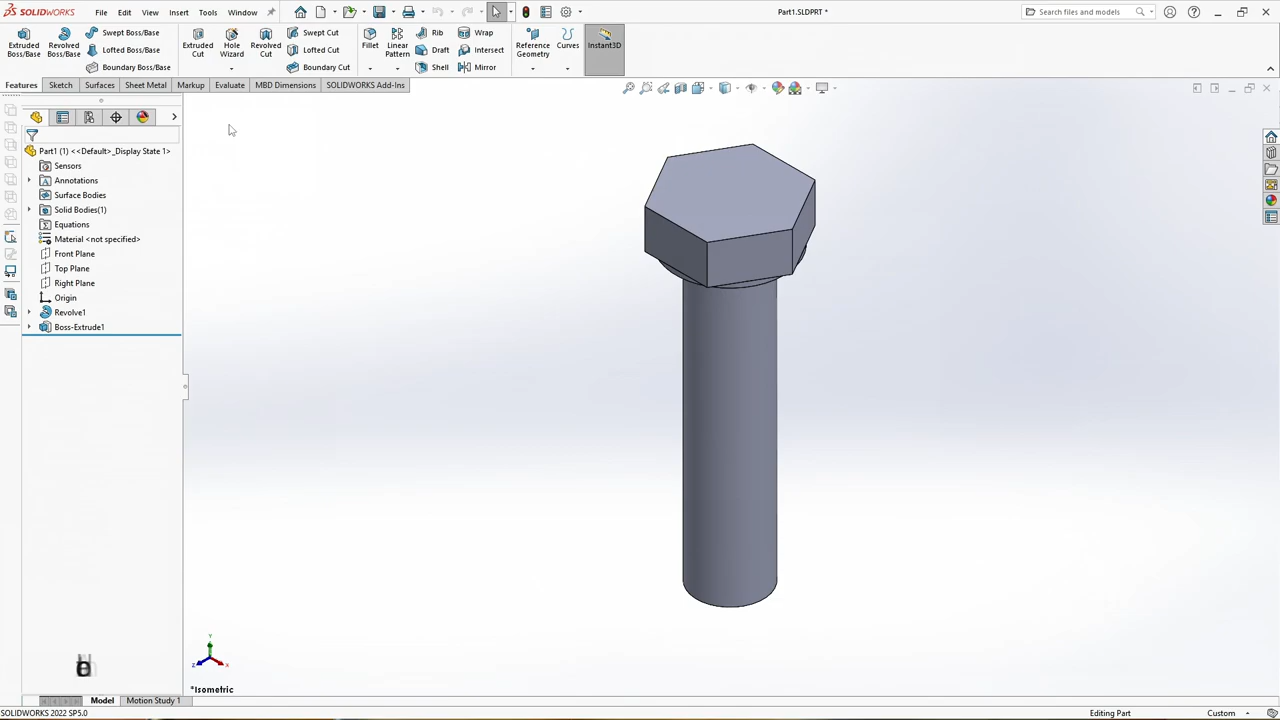 SOLIDWORKS File Edit View Insert Tools Window Part1.SLDPRT * Search files and models
Extruded Boss/Base
Revolved Boss/Base
Swept Boss/Base
Lofted Boss/Base
Boundary Boss/Base
Extruded Cut
Hole Wizard
Revolved Cut
Swept Cut
Lofted Cut
Boundary Cut
Fillet
Linear Pattern
Rib
Draft
Shell
Wrap
Intersect
Mirror
Reference Geometry
Curves
Instant3D
Features Sketch Surfaces Sheet Metal Markup Evaluate MBD Dimensions SOLIDWORKS Add-Ins
Part1 (1) <<Default>_Display State 1>
Sensors
Annotations
Surface Bodies
Solid Bodies(1)
Equations
Material <not specified>
Front Plane
Top Plane
Right Plane
Origin
Revolve1
Boss-Extrude1
Y
Z X
*Isometric
Model Motion Study 1
SOLIDWORKS 2022 SP5.0 Editing Part Custom